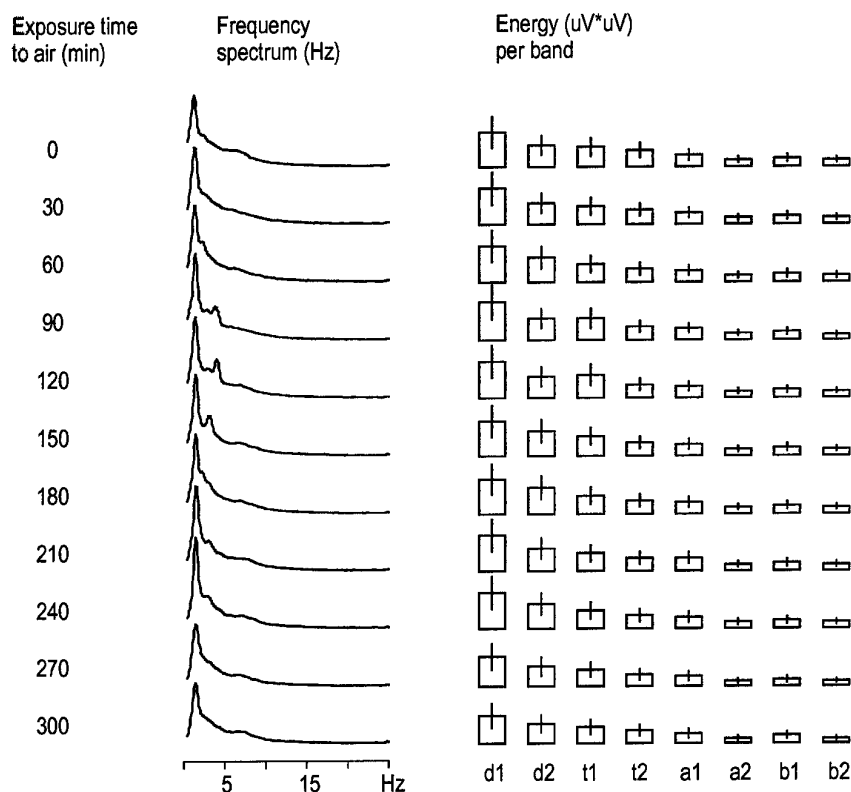 Exposure time
to air (min)
Frequency
spectrum (Hz)
Energy (uV*uV)
per band
0
30
60
90
120
150
180
210
240
270
300
5 15 Hz
d1 d2 t1 t2 a1 a2 b1 b2